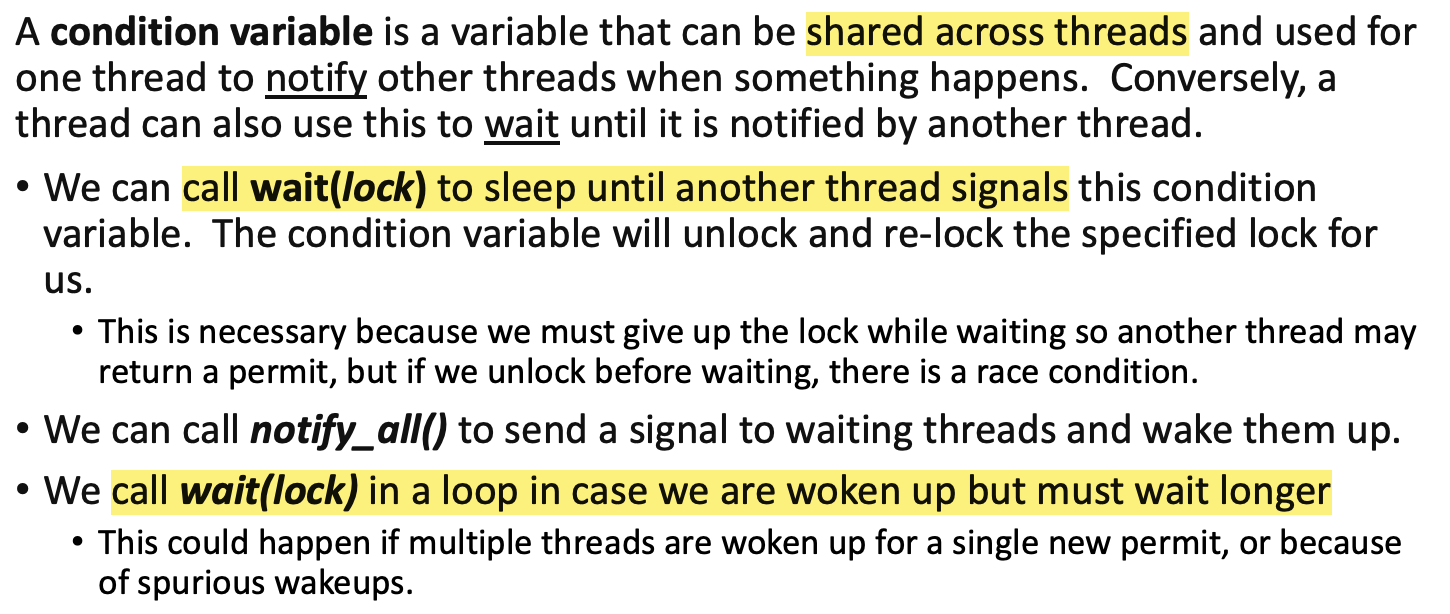 A condition variable is a variable that can be shared across threads and used for
one thread to notify other threads when something happens.  Conversely, a
thread can also use this to wait until it is notified by another thread.
• We can call wait(lock) to sleep until another thread signals this condition
variable.  The condition variable will unlock and re-lock the specified lock for
us.
• This is necessary because we must give up the lock while waiting so another thread may
return a permit, but if we unlock before waiting, there is a race condition.
• We can call notify_all() to send a signal to waiting threads and wake them up.
• We call wait(lock) in a loop in case we are woken up but must wait longer
• This could happen if multiple threads are woken up for a single new permit, or because
of spurious wakeups.